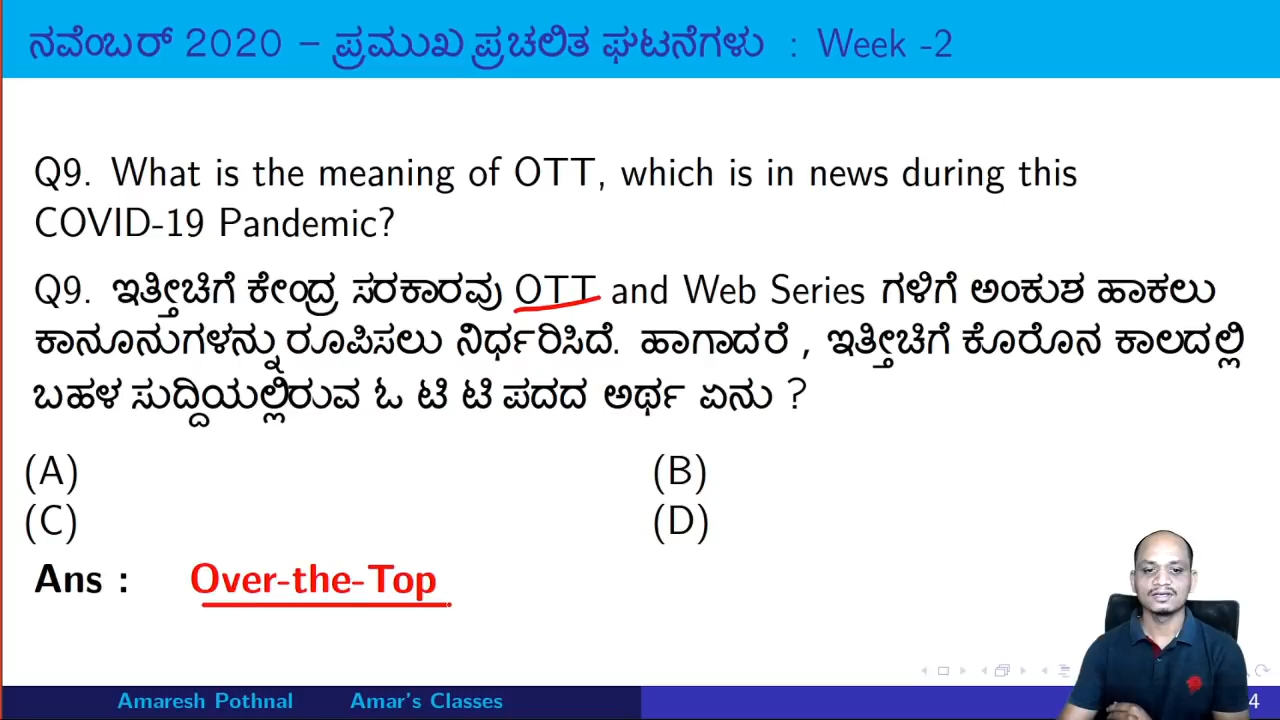 ನವೆಂಬರ್ 2020 – ಪ್ರಮುಖ ಪ್ರಚಲಿತ ಘಟನೆಗಳು : Week -2
Q9. What is the meaning of OTT, which is in news during this
COVID-19 Pandemic?
Q9. ಇತ್ತೀಚಿಗೆ ಕೇಂದ್ರ ಸರಕಾರವು OTT and Web Series ಗಳಿಗೆ ಅಂಕುಶ ಹಾಕಲು
ಕಾನೂನುಗಳನ್ನು ರೂಪಿಸಲು ನಿರ್ಧರಿಸಿದೆ. ಹಾಗಾದರೆ , ಇತ್ತೀಚಿಗೆ ಕೊರೊನ ಕಾಲದಲ್ಲಿ
ಬಹಳ ಸುದ್ದಿಯಲ್ಲಿರುವ ಓ ಟಿ ಟಿ ಪದದ ಅರ್ಥ ಏನು ?
(A) (B)
(C) (D)
Ans : Over-the-Top
Amaresh Pothnal Amar's Classes 4